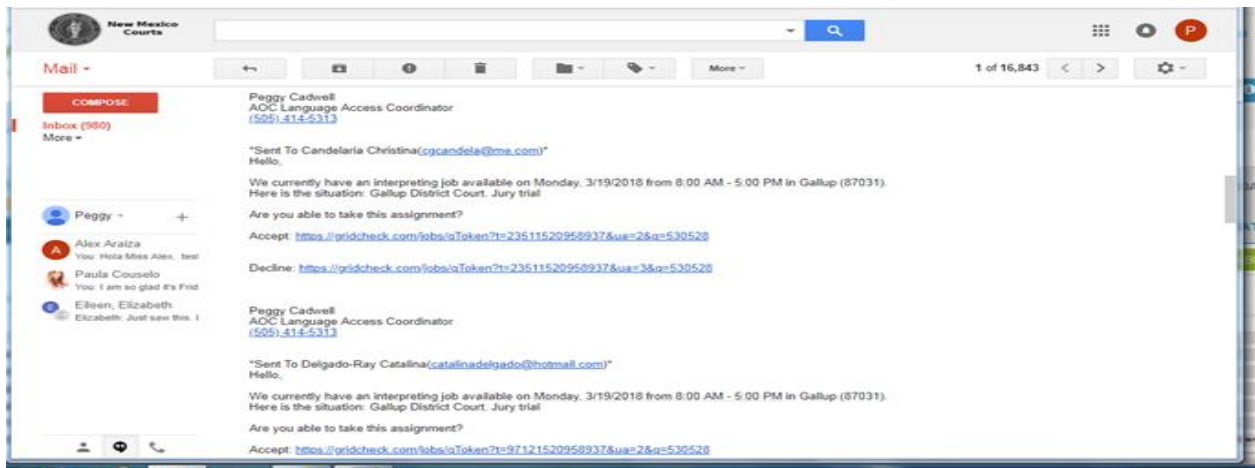 New Mexico
Courts
P
Mail
More
1 of 16,843
COMPOSE
Inbox (980)
More
Peggy
Alex Araiza
You: Hola Miss Alex, test
Paula Couselo
You: I am so glad it's Frid
Eileen, Elizabeth
Elizabeth: Just saw this. I
Peggy Cadwell
AOC Language Access Coordinator
(505) 414-5313
"Sent To Candelaria Christina(cgcandela@me.com)"
Hello,
We currently have an interpreting job available on Monday, 3/19/2018 from 8:00 AM - 5:00 PM in Gallup (87031).
Here is the situation: Gallup District Court. Jury trial
Are you able to take this assignment?
Accept: https://gridcheck.com/jobs/qToken?t=23511520958937&ua=2&q=530528
Decline: https://gridcheck.com/jobs/qToken?t=23511520958937&ua=3&q=530528
Peggy Cadwell
AOC Language Access Coordinator
(505) 414-5313
"Sent To Delgado-Ray Catalina(catalinadelgado@hotmail.com)"
Hello,
We currently have an interpreting job available on Monday, 3/19/2018 from 8:00 AM - 5:00 PM in Gallup (87031).
Here is the situation: Gallup District Court. Jury trial
Are you able to take this assignment?
Accept: https://gridcheck.com/jobs/qToken?t=97121520958937&ua=2&q=530528